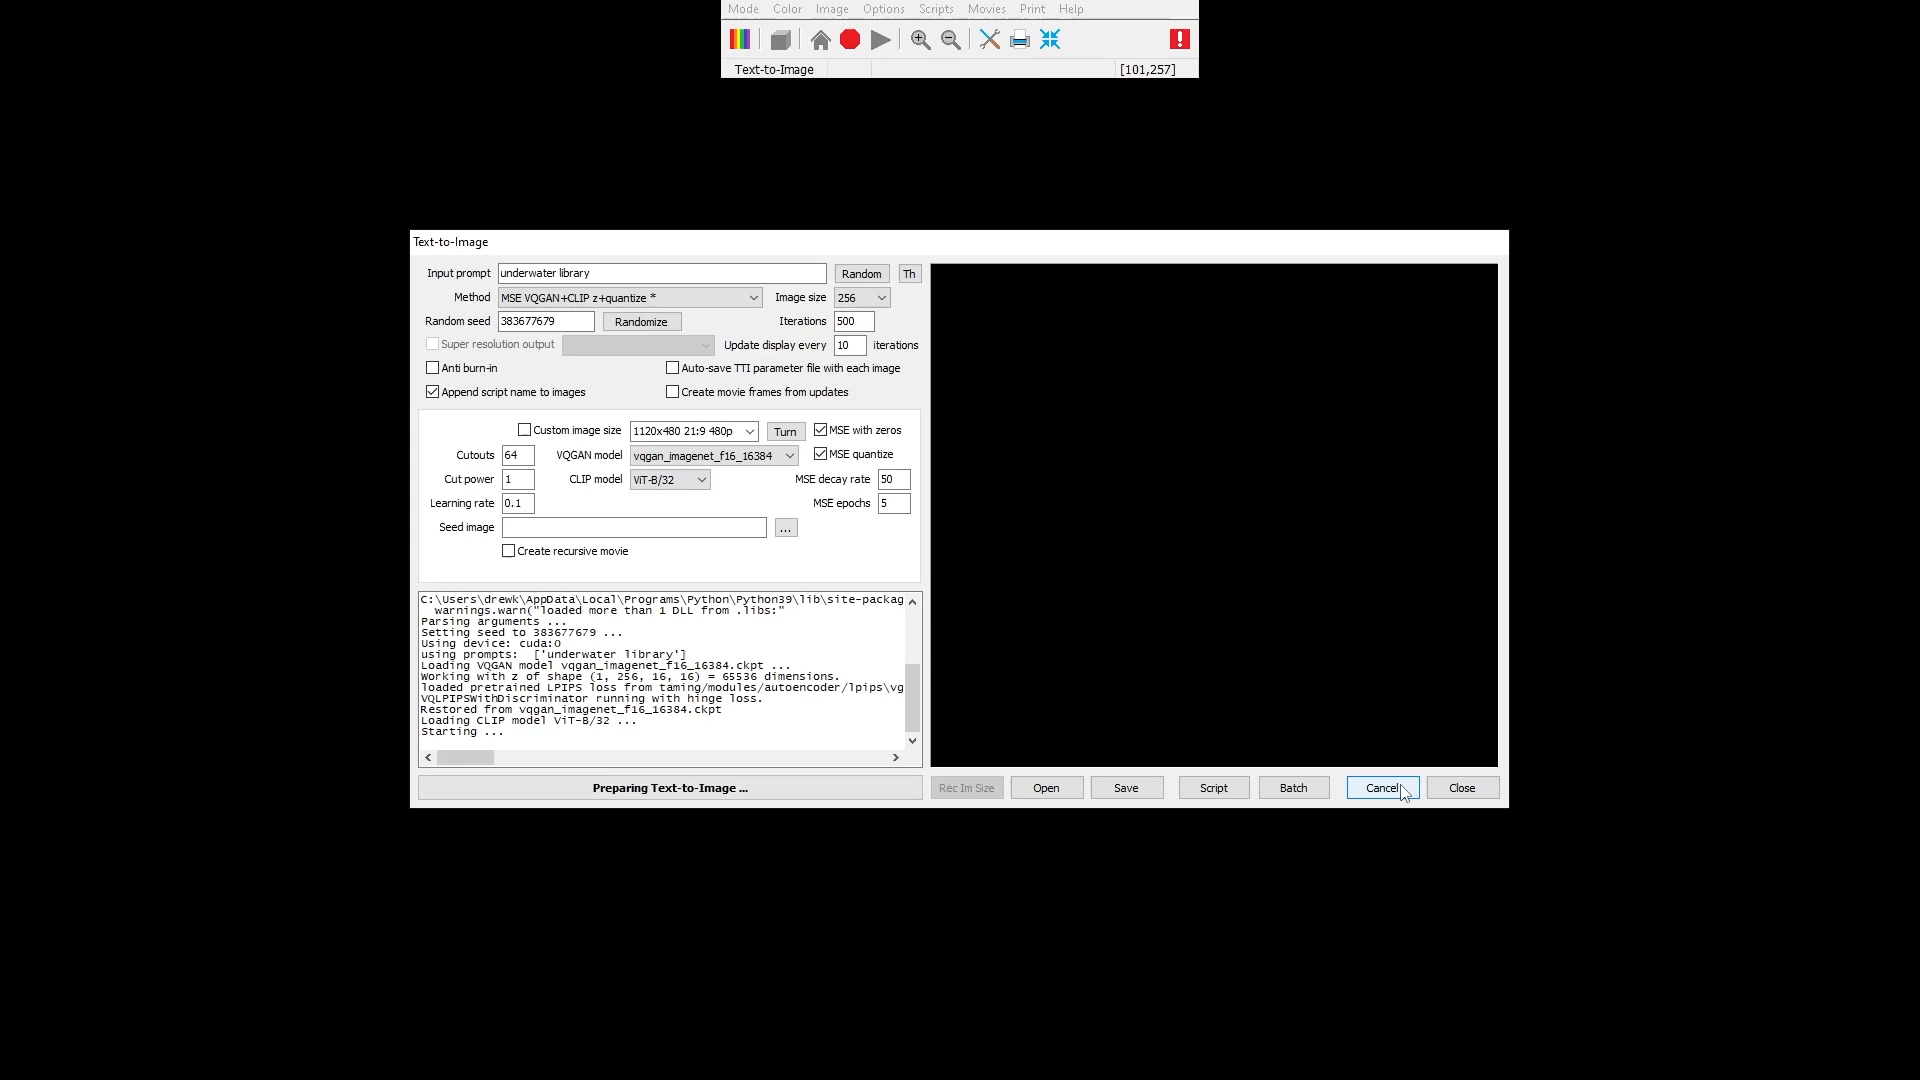 Mode Color Image Options Scripts Movies Print Help
Text-to-Image [101,257]
Text-to-Image
Input prompt underwater library Random Th
Method MSE VQGAN+CLIP z+quantize * Image size 256
Random seed 383677679 Randomize Iterations 500
Super resolution output Update display every 10 iterations
Anti burn-in Auto-save TTI parameter file with each image
Append script name to images Create movie frames from updates
Custom image size 1120x480 21:9 480p Turn MSE with zeros
Cutouts 64 VQGAN model vqgan_imagenet_f16_16384 MSE quantize
Cut power 1 CLIP model ViT-B/32 MSE decay rate 50
Learning rate 0.1 MSE epochs 5
Seed image ...
Create recursive movie
C:\Users\drewk\AppData\Local\Programs\Python\Python39\lib\site-packag
warnings.warn("loaded more than 1 DLL from .libs:"
Parsing arguments ...
Setting seed to 383677679 ...
Using device: cuda:0
using prompts: ['underwater library']
Loading VQGAN model vqgan_imagenet_f16_16384.ckpt ...
Working with z of shape (1, 256, 16, 16) = 65536 dimensions.
loaded pretrained LPIPS loss from taming/modules/autoencoder/lpips\vg
VQLPIPSWithDiscriminator running with hinge loss.
Restored from vqgan_imagenet_f16_16384.ckpt
Loading CLIP model ViT-B/32 ...
Starting ...
Preparing Text-to-Image ... Rec Im Size Open Save Script Batch Cancel Close